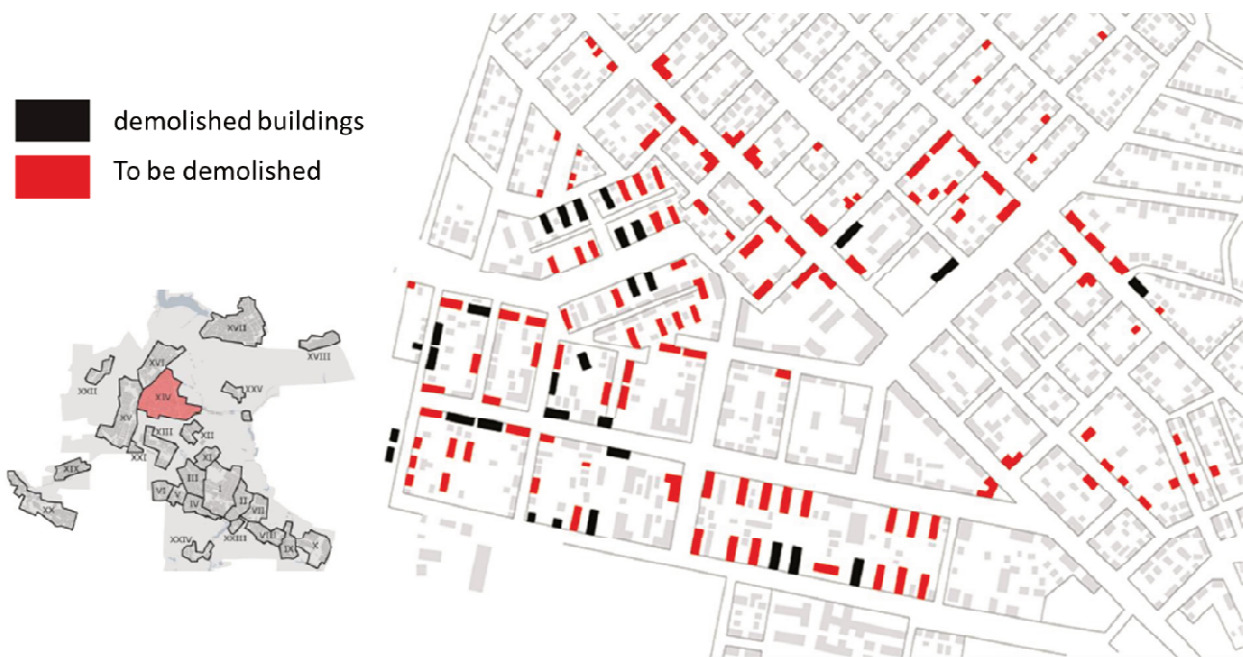 demolished buildings
To be demolished
XVII
XVIII
XVI
XXII
XIV
XXV
XV
XIII
XII
XXI
XI
XIX
III
VI
V
IV
II
VII
XX
XXIII
VIII
XXIV
IX
X